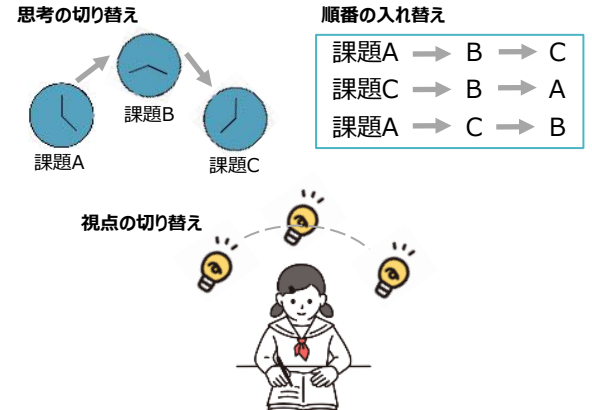 思考の切り替え
課題A
課題B
課題C
順番の入れ替え
課題A → B → C
課題C → B → A
課題A → C → B
視点の切り替え